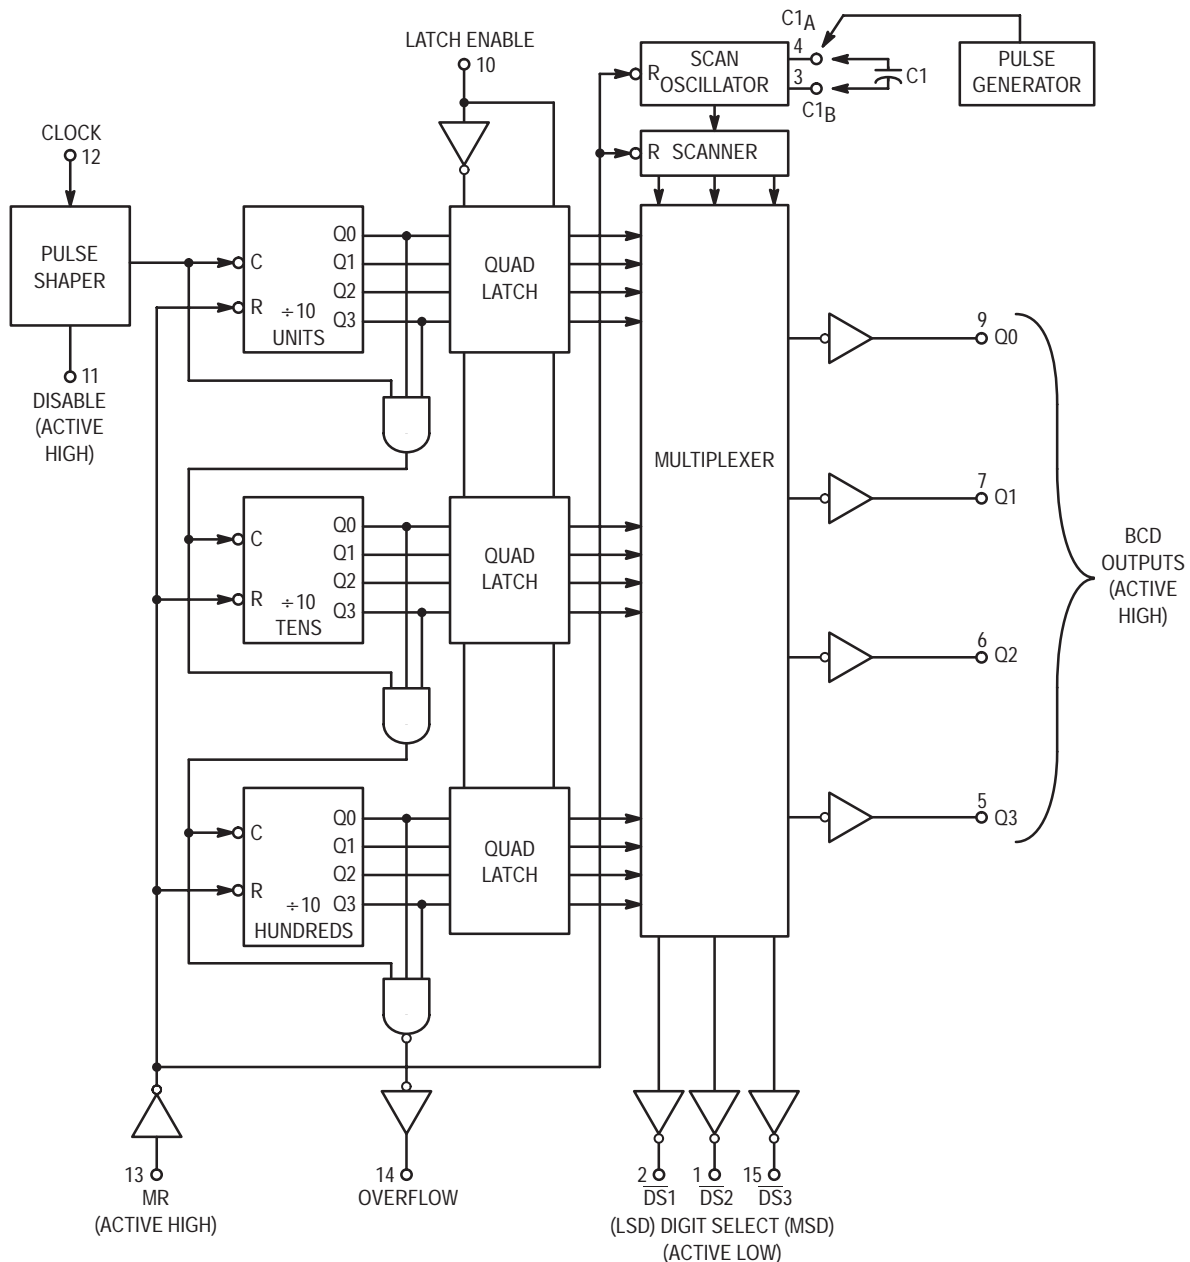 LATCH ENABLE
10
C1A
4
3
C1B
C1
SCAN
OSCILLATOR
R
PULSE
GENERATOR
CLOCK
12
R SCANNER
PULSE
SHAPER
11
DISABLE
(ACTIVE
HIGH)
C
R
÷10
UNITS
Q0
Q1
Q2
Q3
QUAD
LATCH
MULTIPLEXER
9
Q0
7
Q1
6
Q2
5
Q3
BCD
OUTPUTS
(ACTIVE
HIGH)
C
R
÷10
TENS
Q0
Q1
Q2
Q3
QUAD
LATCH
C
R
÷10
HUNDREDS
Q0
Q1
Q2
Q3
QUAD
LATCH
13
MR
(ACTIVE HIGH)
14
OVERFLOW
2
DS1
1
DS2
15
DS3
(LSD) DIGIT SELECT (MSD)
(ACTIVE LOW)